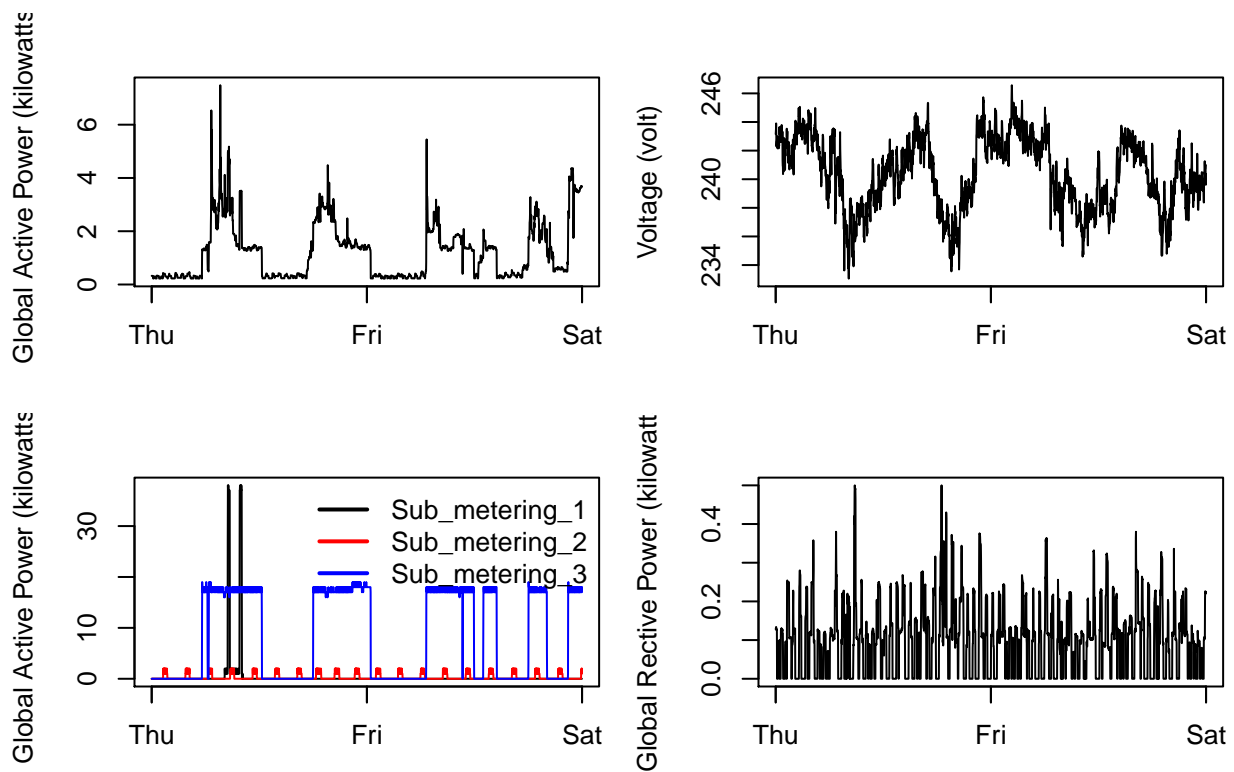 Global Active Power (kilowatts
0 2 4 6
Thu Fri Sat
Voltage (volt)
234 240 246
Thu Fri Sat
Global Active Power (kilowatts
0 10 30
Sub_metering_1
Sub_metering_2
Sub_metering_3
Thu Fri Sat
Global Rective Power (kilowatt
0.0 0.2 0.4
Thu Fri Sat